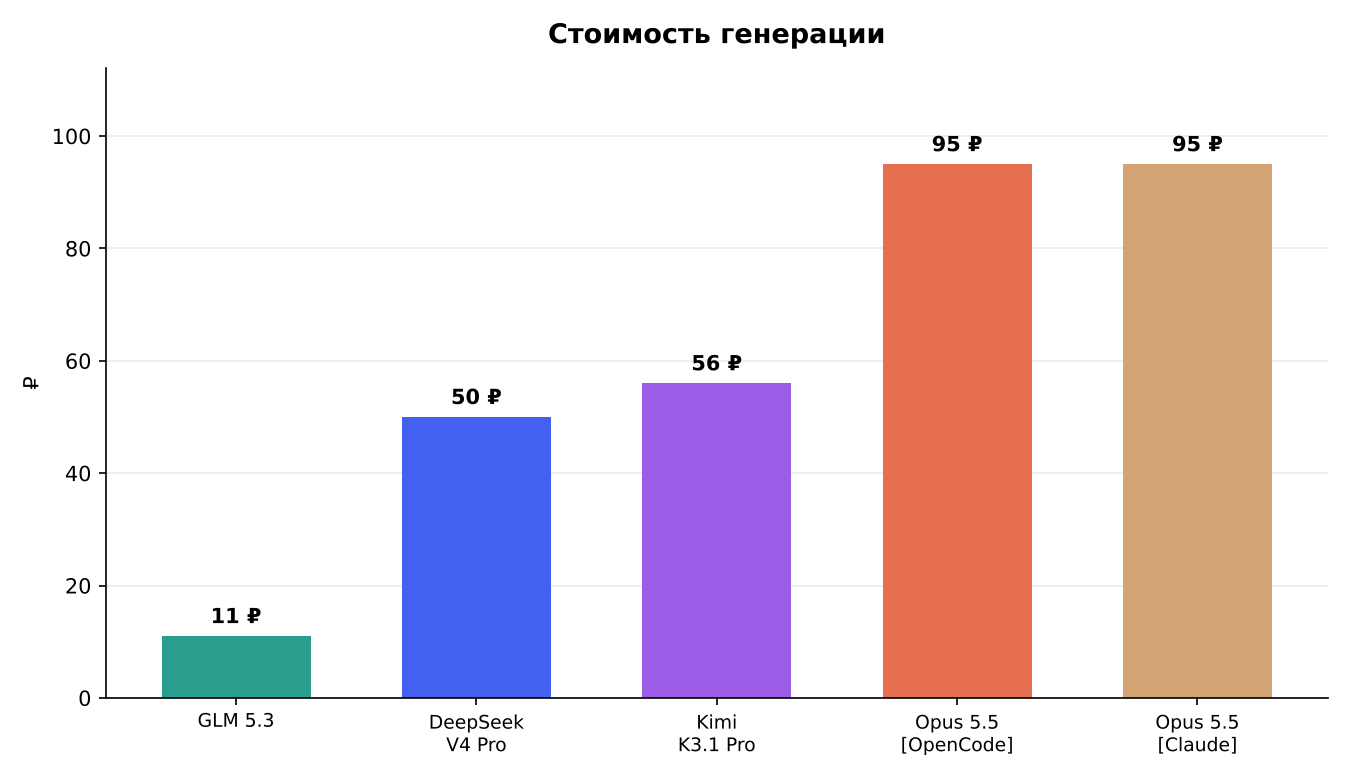 Стоимость генерации
₽
100
80
60
40
20
0
11 ₽
50 ₽
56 ₽
95 ₽
95 ₽
GLM 5.3
DeepSeek
V4 Pro
Kimi
K3.1 Pro
Opus 5.5
[OpenCode]
Opus 5.5
[Claude]